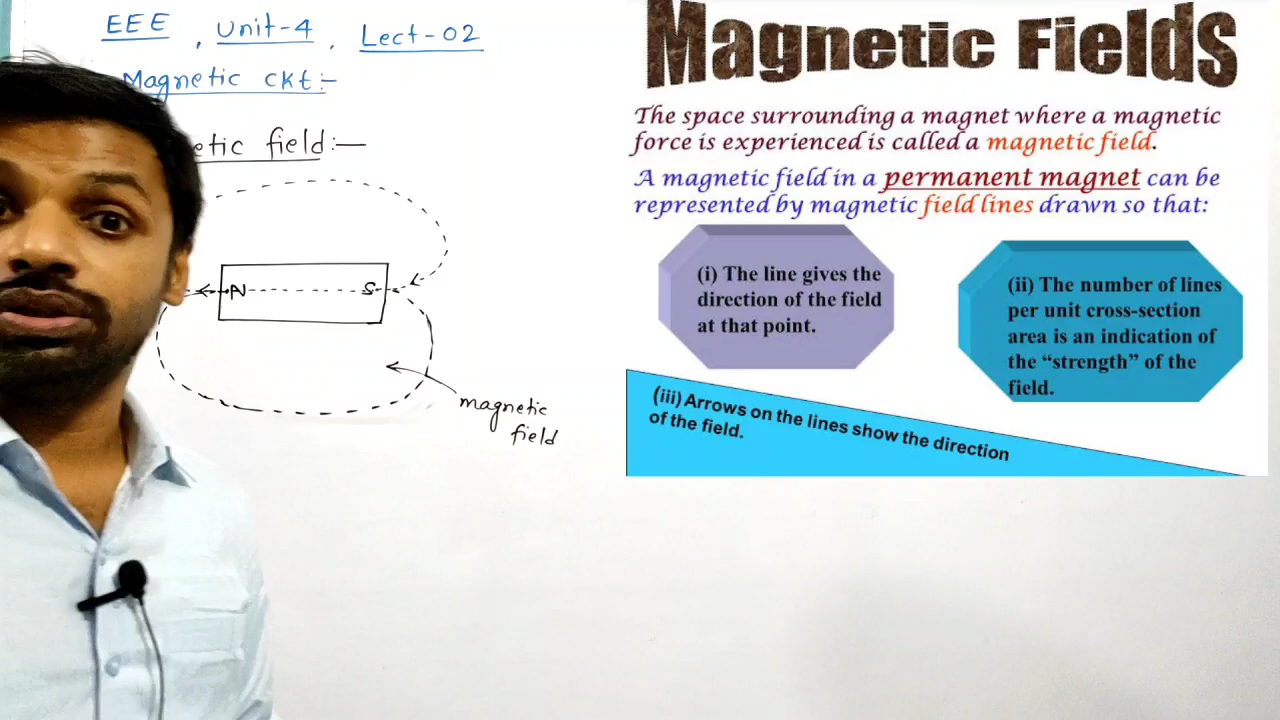 EEE , Unit-4 , Lect-02
Magnetic ckt:-
etic field:-
N
S
magnetic
field
Magnetic Fields
The space surrounding a magnet where a magnetic
force is experienced is called a magnetic field.
A magnetic field in a permanent magnet can be
represented by magnetic field lines drawn so that:
(i) The line gives the
direction of the field
at that point.
(ii) The number of lines
per unit cross-section
area is an indication of
the “strength” of the
field.
(iii) Arrows on the lines show the direction
of the field.